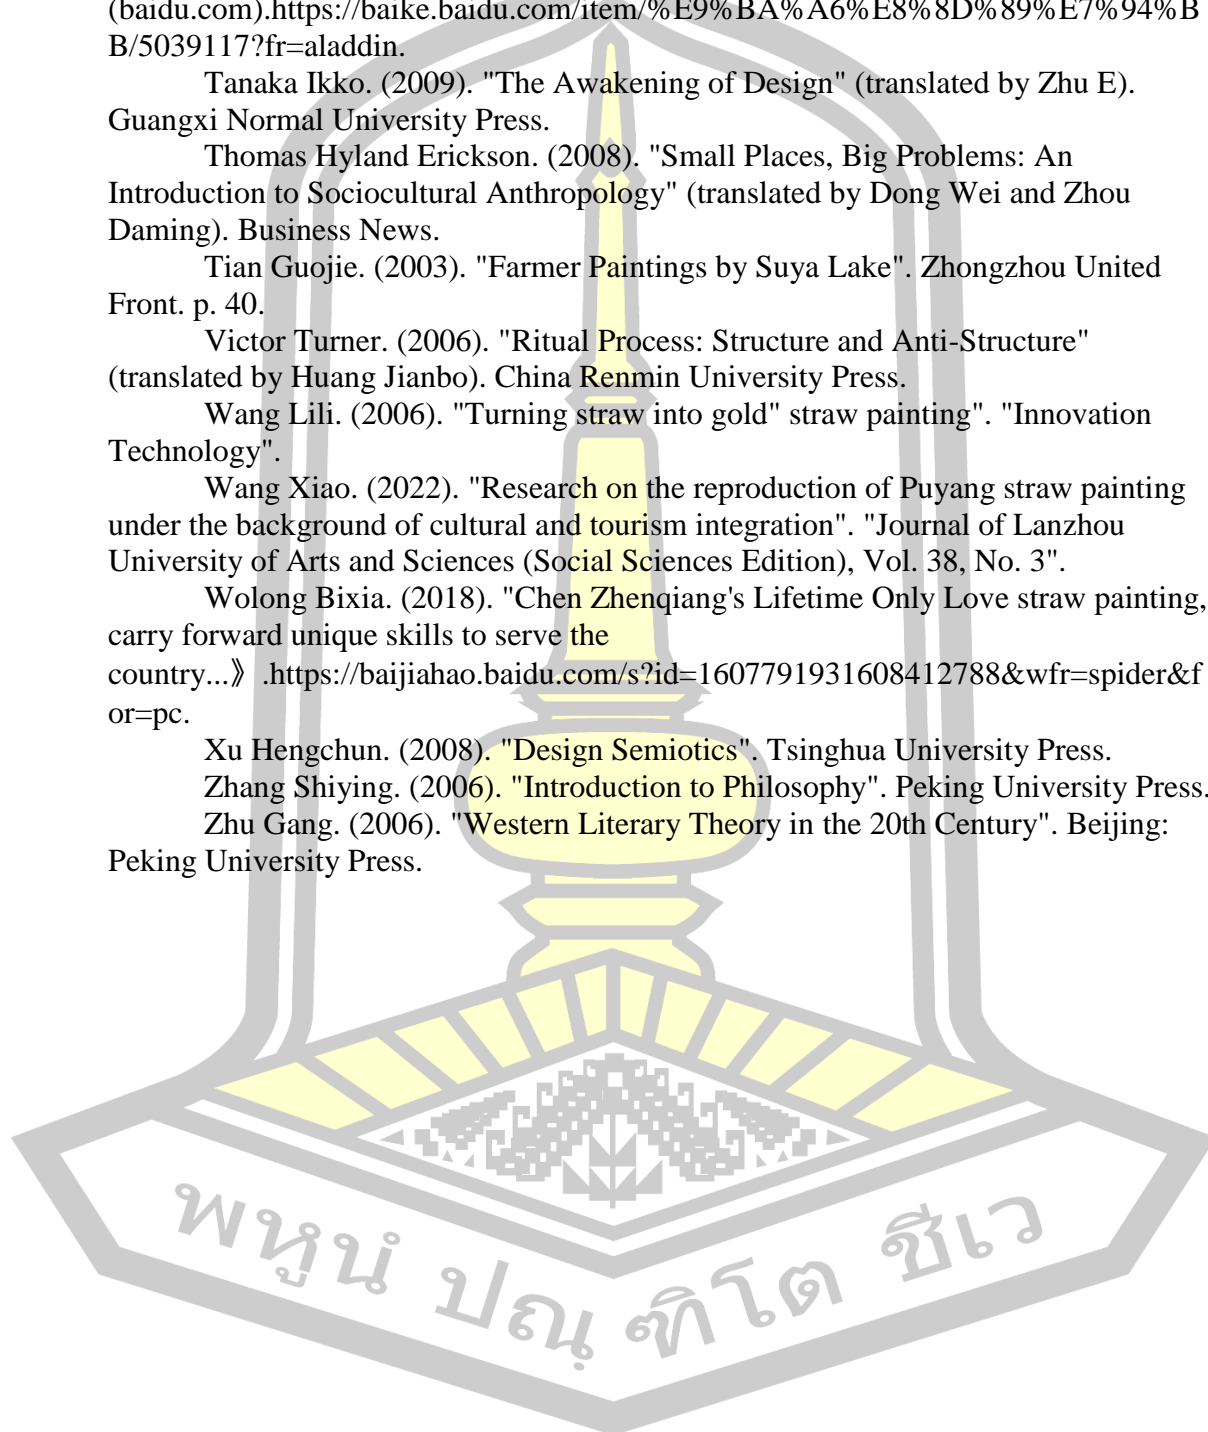 (baidu.com).https://baike.baidu.com/item/%E9%BA%A6%E8%8D%89%E7%94%B
B/5039117?fr=aladdin.
Tanaka Ikko. (2009). "The Awakening of Design" (translated by Zhu E).
Guangxi Normal University Press.
Thomas Hyland Erickson. (2008). "Small Places, Big Problems: An
Introduction to Sociocultural Anthropology" (translated by Dong Wei and Zhou
Daming). Business News.
Tian Guojie. (2003). "Farmer Paintings by Suya Lake". Zhongzhou United
Front. p. 40.
Victor Turner. (2006). "Ritual Process: Structure and Anti-Structure"
(translated by Huang Jianbo). China Renmin University Press.
Wang Lili. (2006). "Turning straw into gold" straw painting". "Innovation
Technology".
Wang Xiao. (2022). "Research on the reproduction of Puyang straw painting
under the background of cultural and tourism integration". "Journal of Lanzhou
University of Arts and Sciences (Social Sciences Edition), Vol. 38, No. 3".
Wolong Bixia. (2018). "Chen Zhenqiang's Lifetime Only Love straw painting,
carry forward unique skills to serve the
country...》.https://baijiahao.baidu.com/s?id=1607791931608412788&wfr=spider&f
or=pc.
Xu Hengchun. (2008). "Design Semiotics". Tsinghua University Press.
Zhang Shiying. (2006). "Introduction to Philosophy". Peking University Press.
Zhu Gang. (2006). "Western Literary Theory in the 20th Century". Beijing:
Peking University Press.
พหูนํ ปณฺ ฑิโต ชีเว